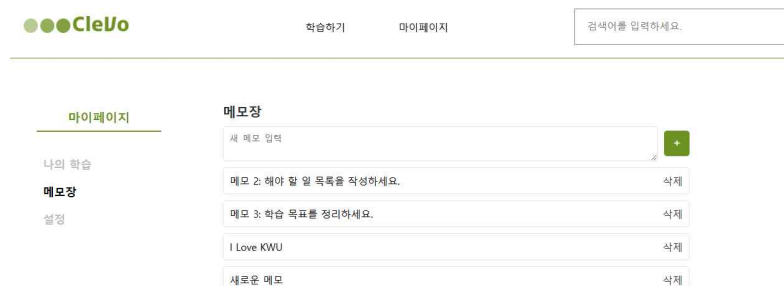 CleVo
학습하기
마이페이지
검색어를 입력하세요.
마이페이지
나의 학습
메모장
설정
메모장
새 메모 입력
+
메모 2: 해야 할 일 목록을 작성하세요. 삭제
메모 3: 학습 목표를 정리하세요. 삭제
I Love KWU 삭제
새로운 메모 삭제